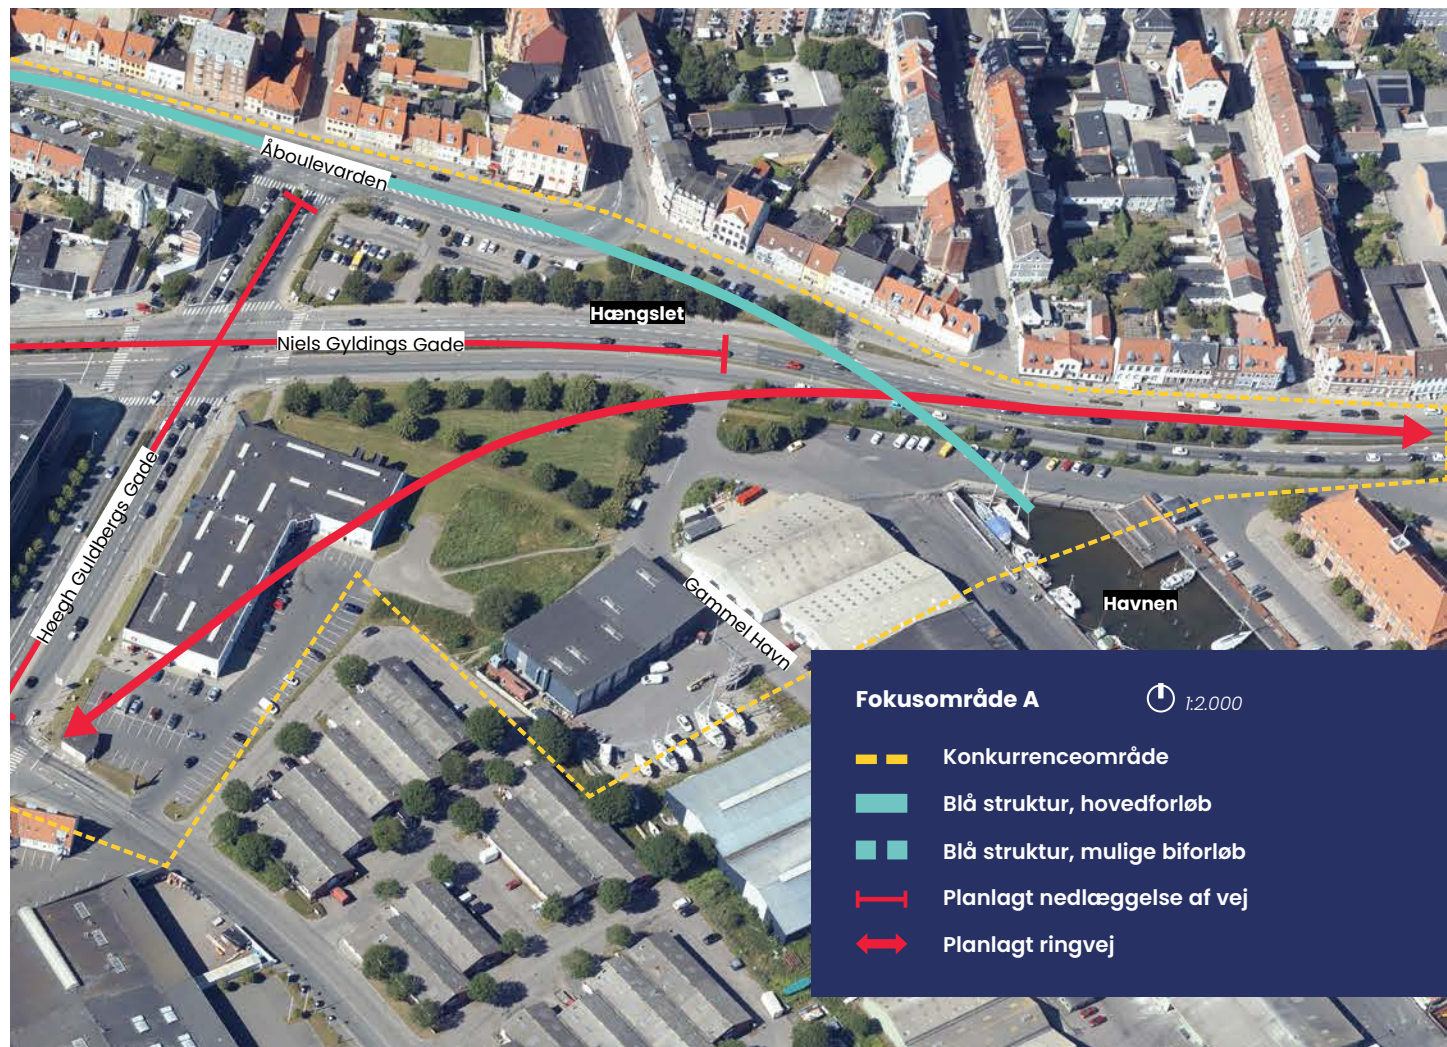 Åboulevarden
Hængslet
Niels Gyldings Gade
Høegh Guldbergs Gade
Gammel Havn
Havnen
Fokusområde A
1:2.000
Konkurrenceområde
Blå struktur, hovedforløb
Blå struktur, mulige biforløb
Planlagt nedlæggelse af vej
Planlagt ringvej